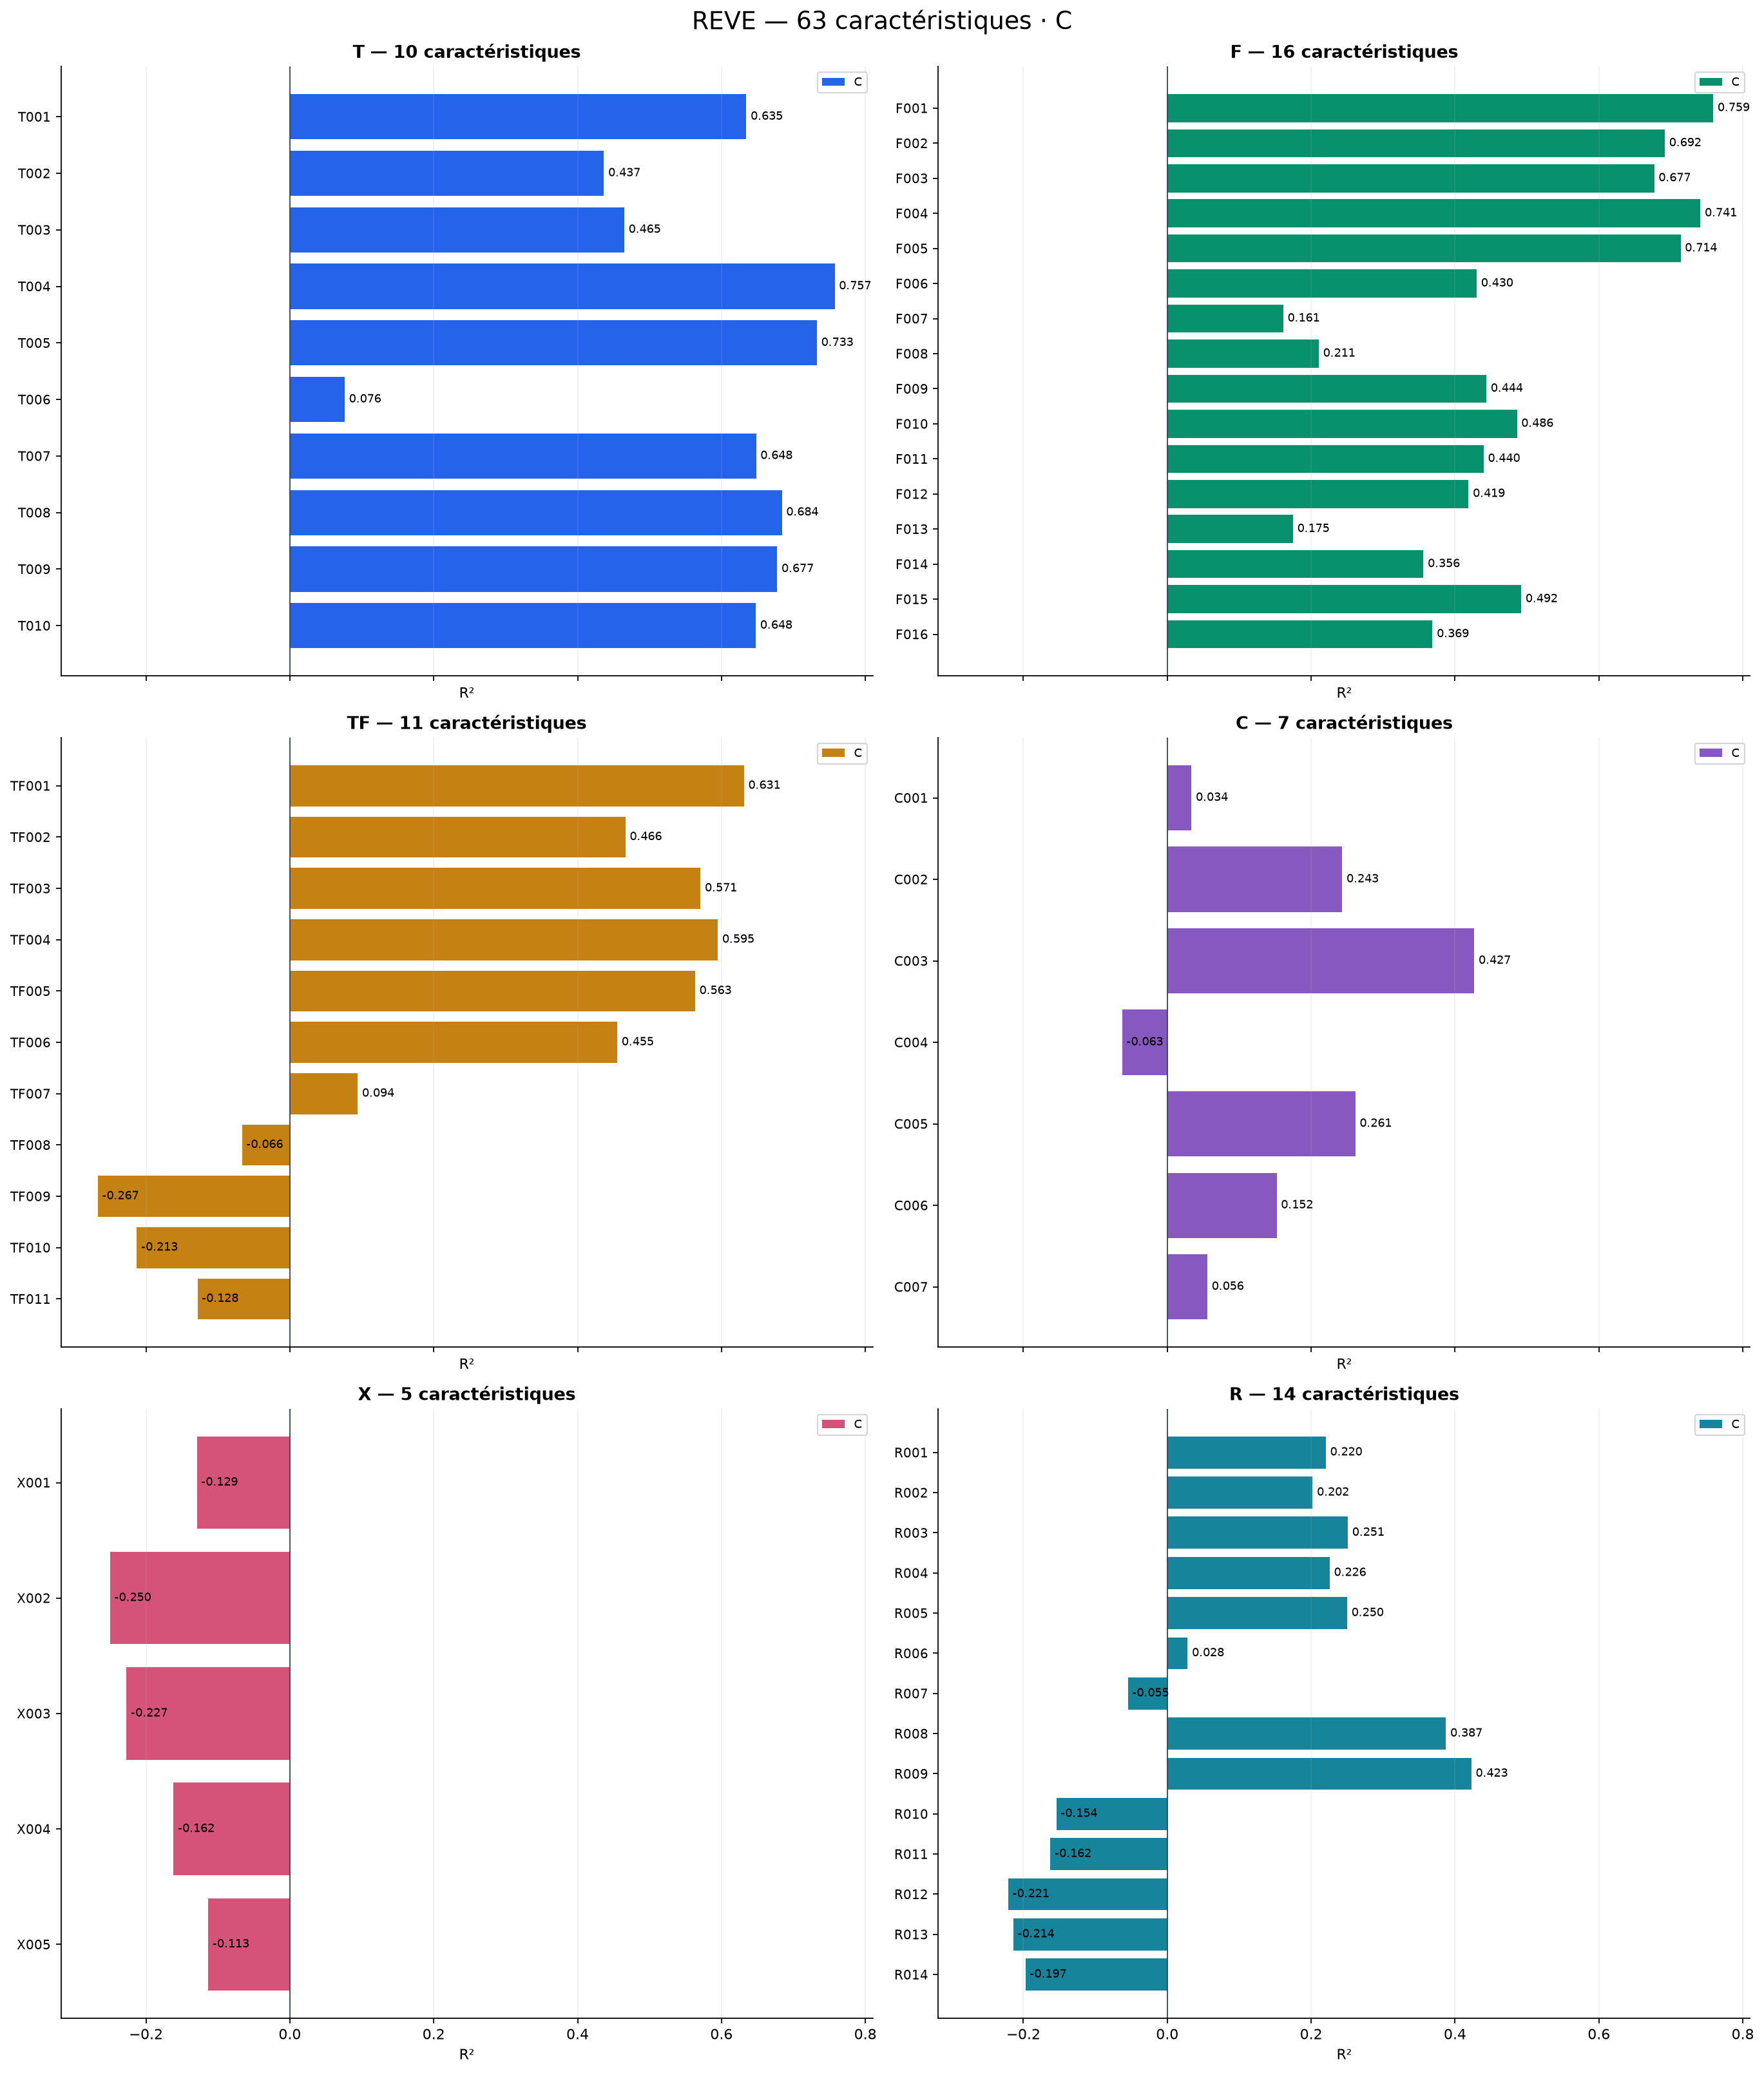 REVE — 63 caractéristiques · C
T — 10 caractéristiques
C
T001 0.635
T002 0.437
T003 0.465
T004 0.757
T005 0.733
T006 0.076
T007 0.648
T008 0.684
T009 0.677
T010 0.648
R²
F — 16 caractéristiques
C
F001 0.759
F002 0.692
F003 0.677
F004 0.741
F005 0.714
F006 0.430
F007 0.161
F008 0.211
F009 0.444
F010 0.486
F011 0.440
F012 0.419
F013 0.175
F014 0.356
F015 0.492
F016 0.369
R²
TF — 11 caractéristiques
C
TF001 0.631
TF002 0.466
TF003 0.571
TF004 0.595
TF005 0.563
TF006 0.455
TF007 0.094
TF008 -0.066
TF009 -0.267
TF010 -0.213
TF011 -0.128
R²
C — 7 caractéristiques
C
C001 0.034
C002 0.243
C003 0.427
C004 -0.063
C005 0.261
C006 0.152
C007 0.056
R²
X — 5 caractéristiques
C
X001 -0.129
X002 -0.250
X003 -0.227
X004 -0.162
X005 -0.113
−0.2 0.0 0.2 0.4 0.6 0.8
R²
R — 14 caractéristiques
C
R001 0.220
R002 0.202
R003 0.251
R004 0.226
R005 0.250
R006 0.028
R007 -0.055
R008 0.387
R009 0.423
R010 -0.154
R011 -0.162
R012 -0.221
R013 -0.214
R014 -0.197
−0.2 0.0 0.2 0.4 0.6 0.8
R²